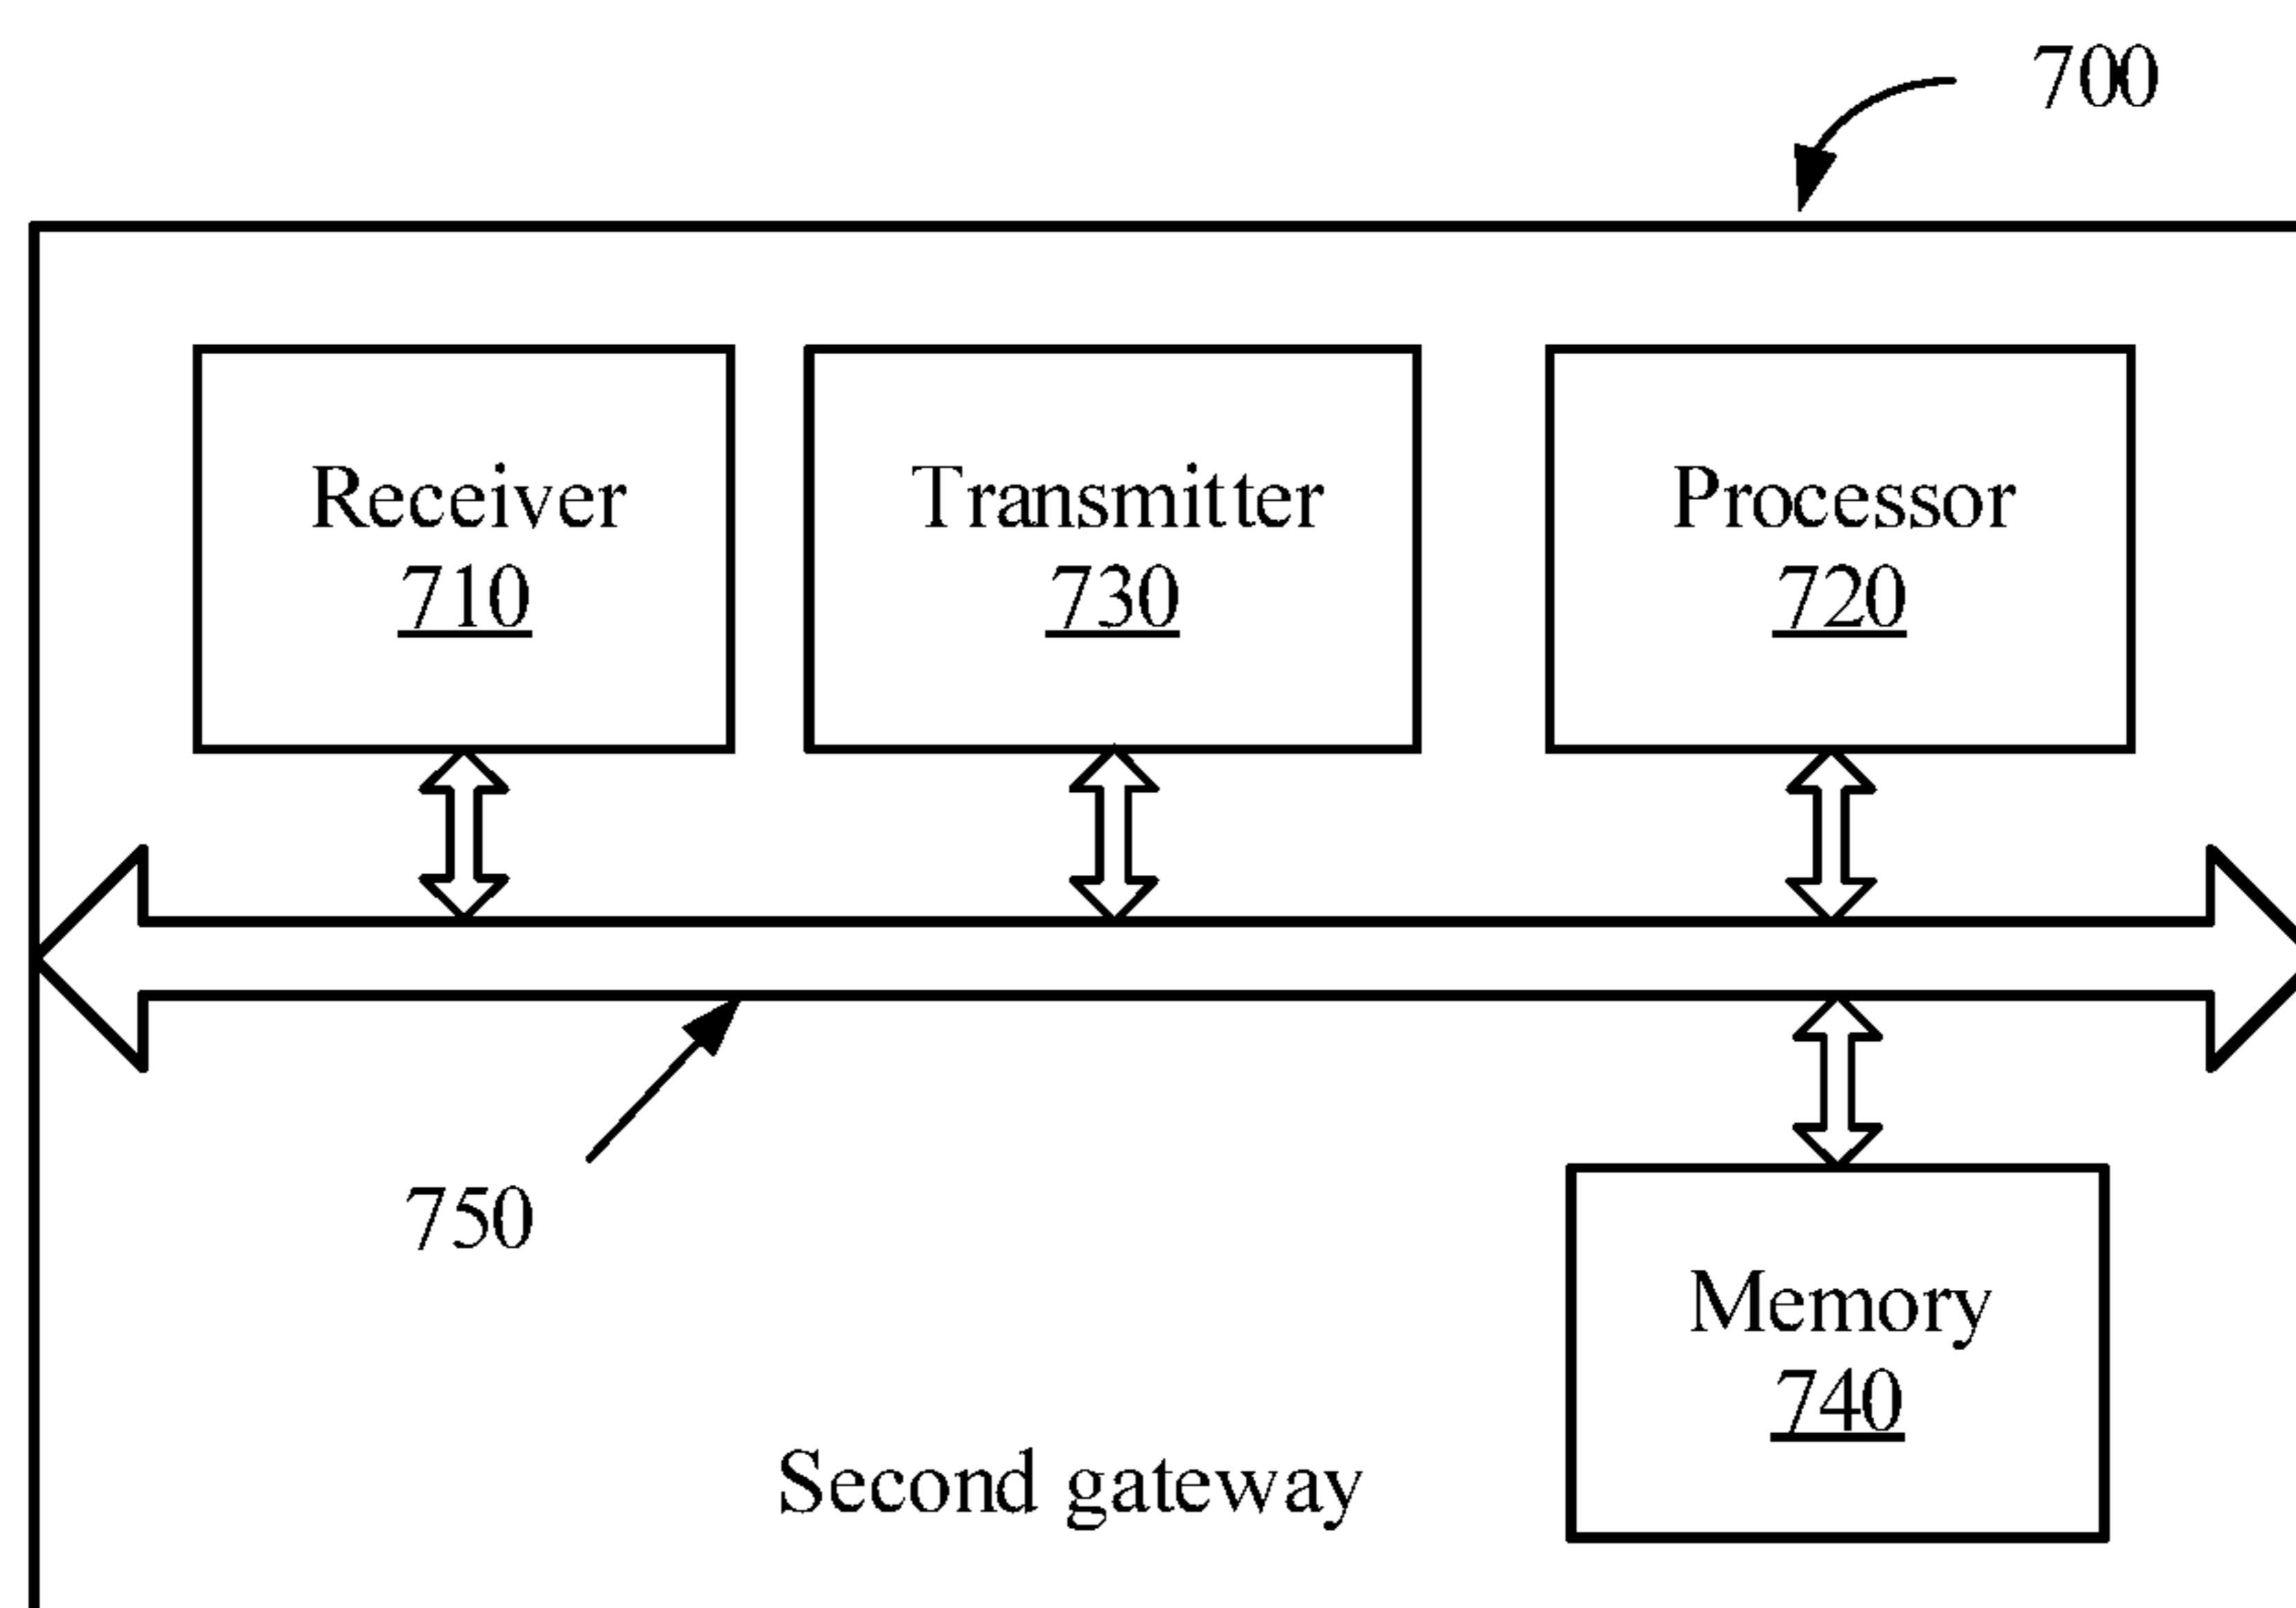 700
Receiver
710
Transmitter
730
Processor
720
750
Memory
740
Second gateway